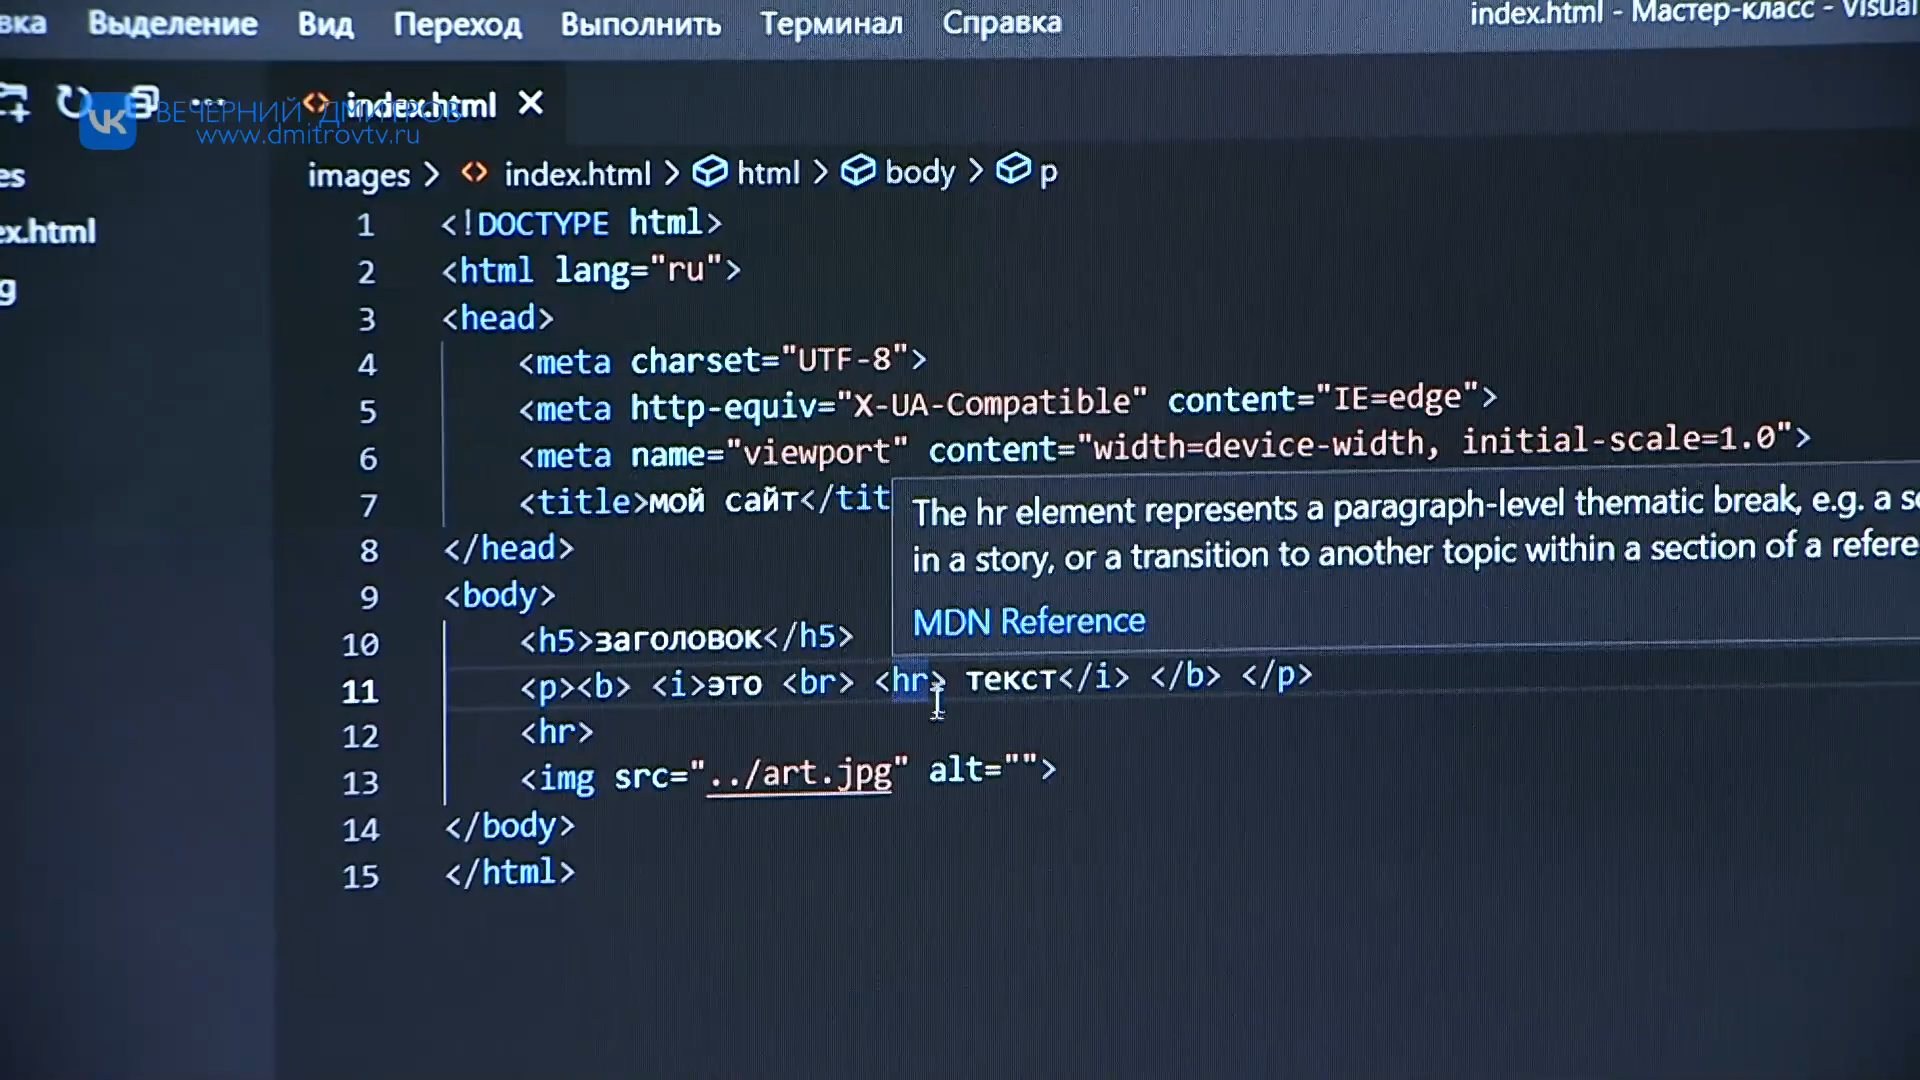 Выделение Вид Переход Выполнить Терминал Справка
index.html - Мастер-класс - Visual
index.html
ВЕЧЕРНИЙ ДМИТРОВ
www.dmitrovtv.ru
images > index.html > html > body > p
1 <!DOCTYPE html>
2 <html lang="ru">
3 <head>
4 <meta charset="UTF-8">
5 <meta http-equiv="X-UA-Compatible" content="IE=edge">
6 <meta name="viewport" content="width=device-width, initial-scale=1.0">
7 <title>мой сайт</tit
The hr element represents a paragraph-level thematic break, e.g. a
in a story, or a transition to another topic within a section of a
MDN Reference
8 </head>
9 <body>
10 <h5>заголовок</h5>
11 <p><b> <i>это <br> <hr> текст</i> </b> </p>
12 <hr>
13 <img src="../art.jpg" alt="">
14 </body>
15 </html>